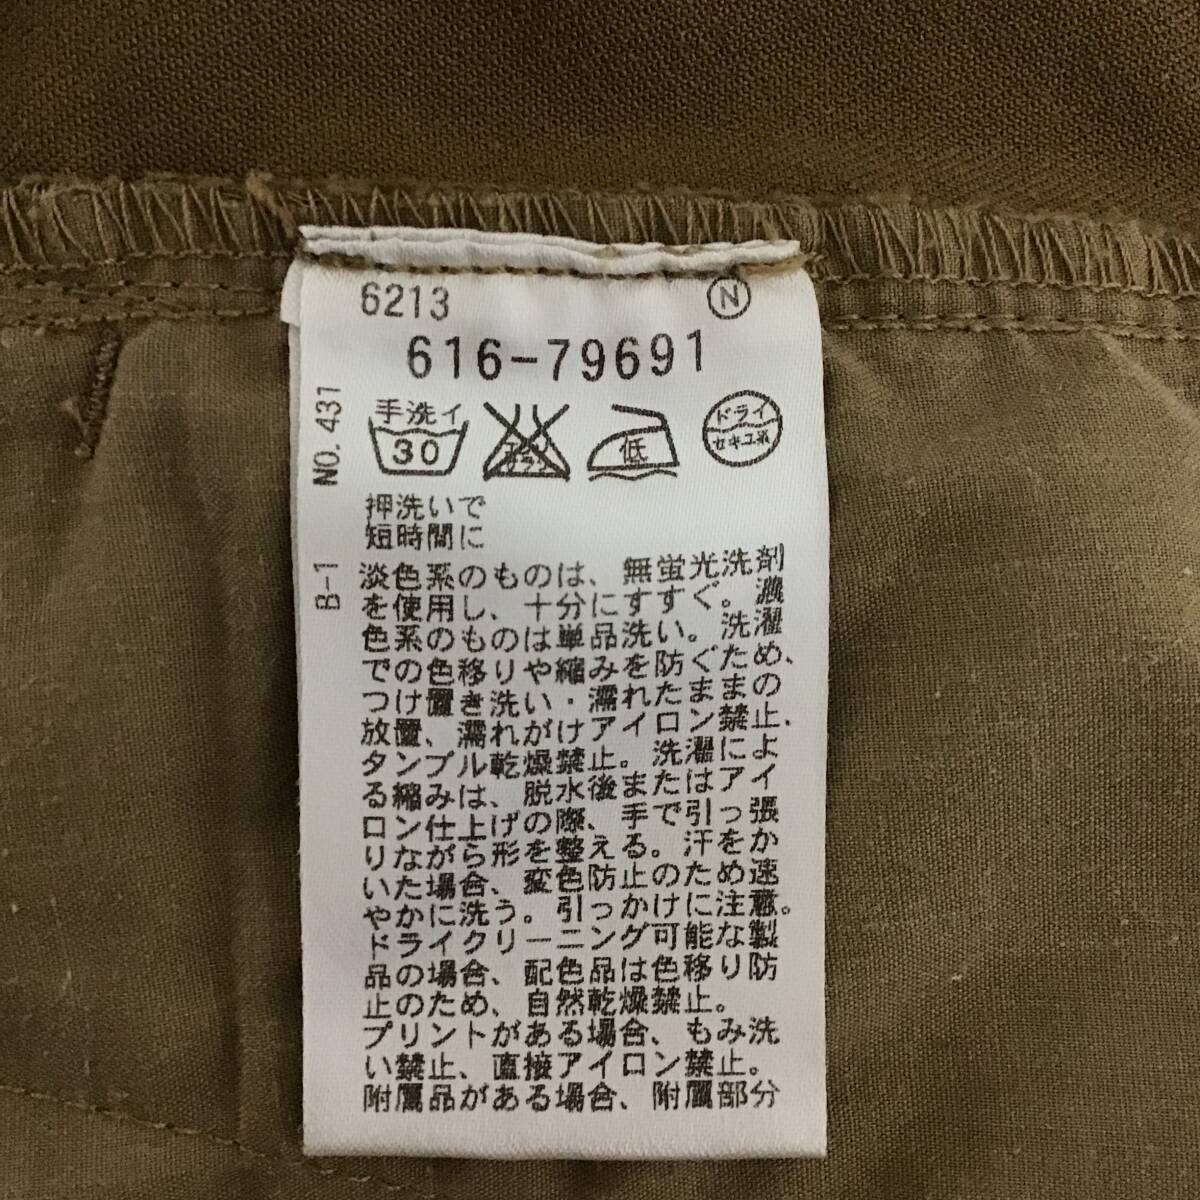 6213
N
616-79691
NO. 431
手洗イ
30
エンソ
サラシ
低
ドライ
セキユ系
押洗いで
短時間に
B-1
淡色系のものは、無蛍光洗剤
を使用し、十分にすすぐ。濃
色系のものは単品洗い。洗濯
での色移りや縮みを防ぐため、
つけ置き洗い・濡れたままの
放置、濡れがけアイロン禁止、
タンブル乾燥禁止。洗濯によ
る縮みは、脱水後またはアイ
ロン仕上げの際、手で引っ張
りながら形を整える。汗をか
いた場合、変色防止のため速
やかに洗う。引っかけに注意。
ドライクリーニング可能な製
品の場合、配色品は色移り防
止のため、自然乾燥禁止。
プリントがある場合、もみ洗
い禁止、直接アイロン禁止。
附属品がある場合、附属部分